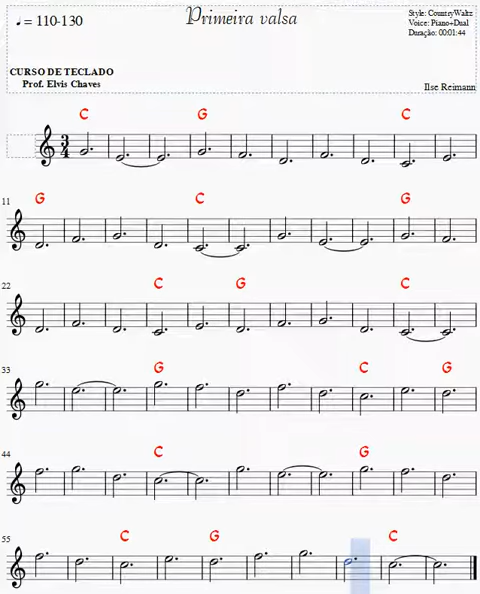 ♩ = 110-130
Primeira valsa
Style: CountryWaltz
Voice: Piano+Dual
Duração: 00:01:44
CURSO DE TECLADO
Prof. Elvis Chaves
Ilse Reimann
C G C
3
4
11
G C G
22
C G C
33
G C G
44
C G
55
C G C